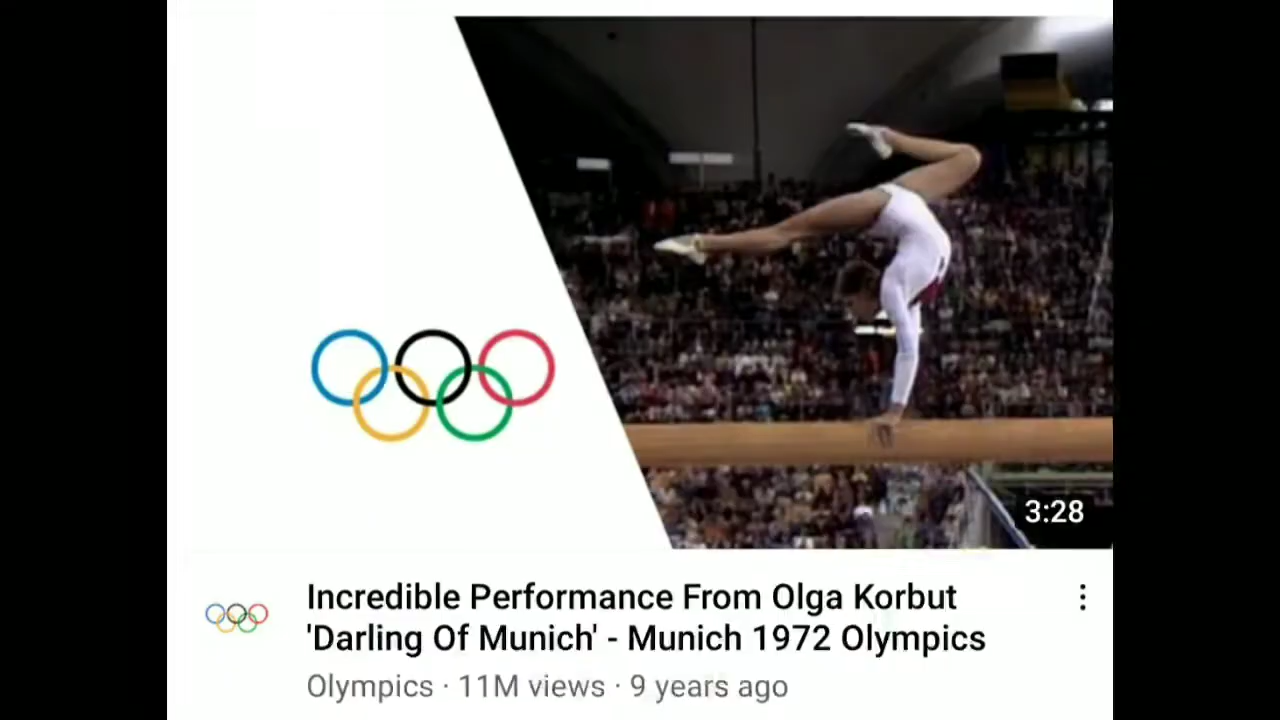 3:28
Incredible Performance From Olga Korbut
'Darling Of Munich' - Munich 1972 Olympics
Olympics · 11M views · 9 years ago